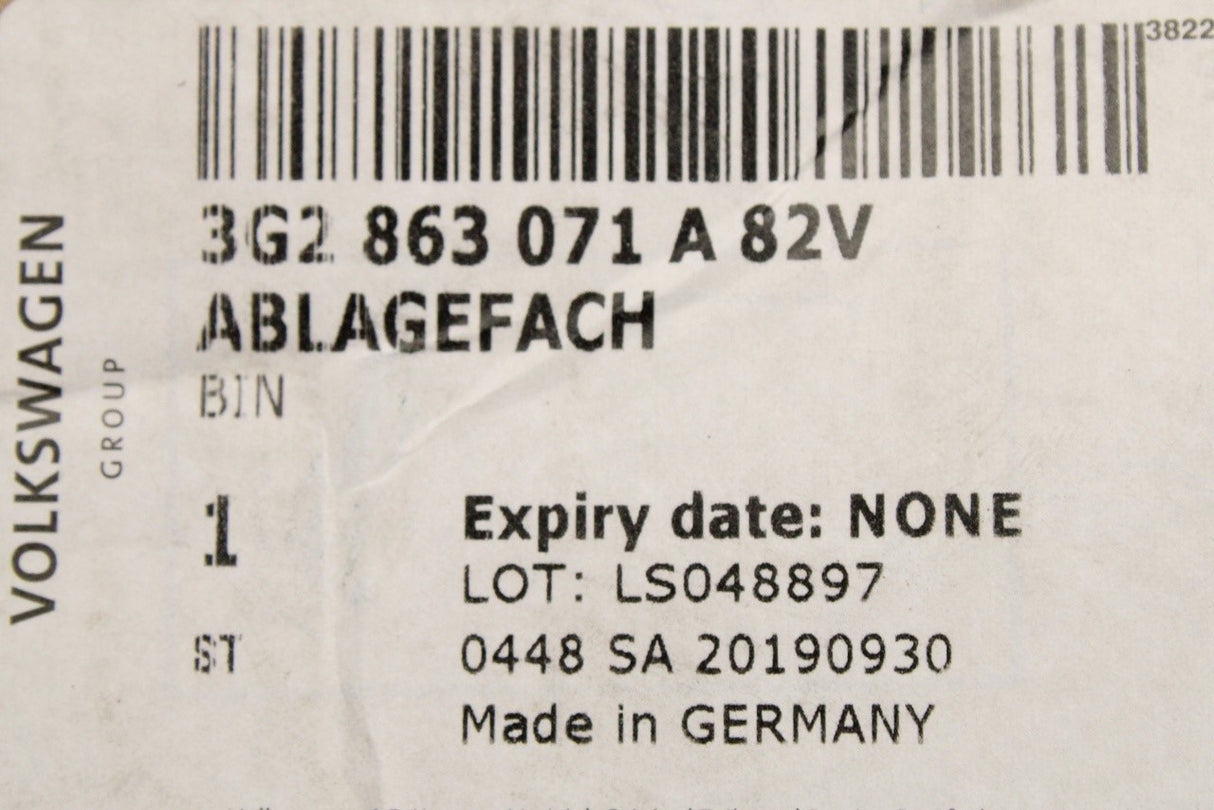 3822
3G2 863 071 A 82V
ABLAGEFACH
BIN
VOLKSWAGEN
GROUP
1
Expiry date: NONE
LOT: LS048897
ST
0448 SA 20190930
Made in GERMANY